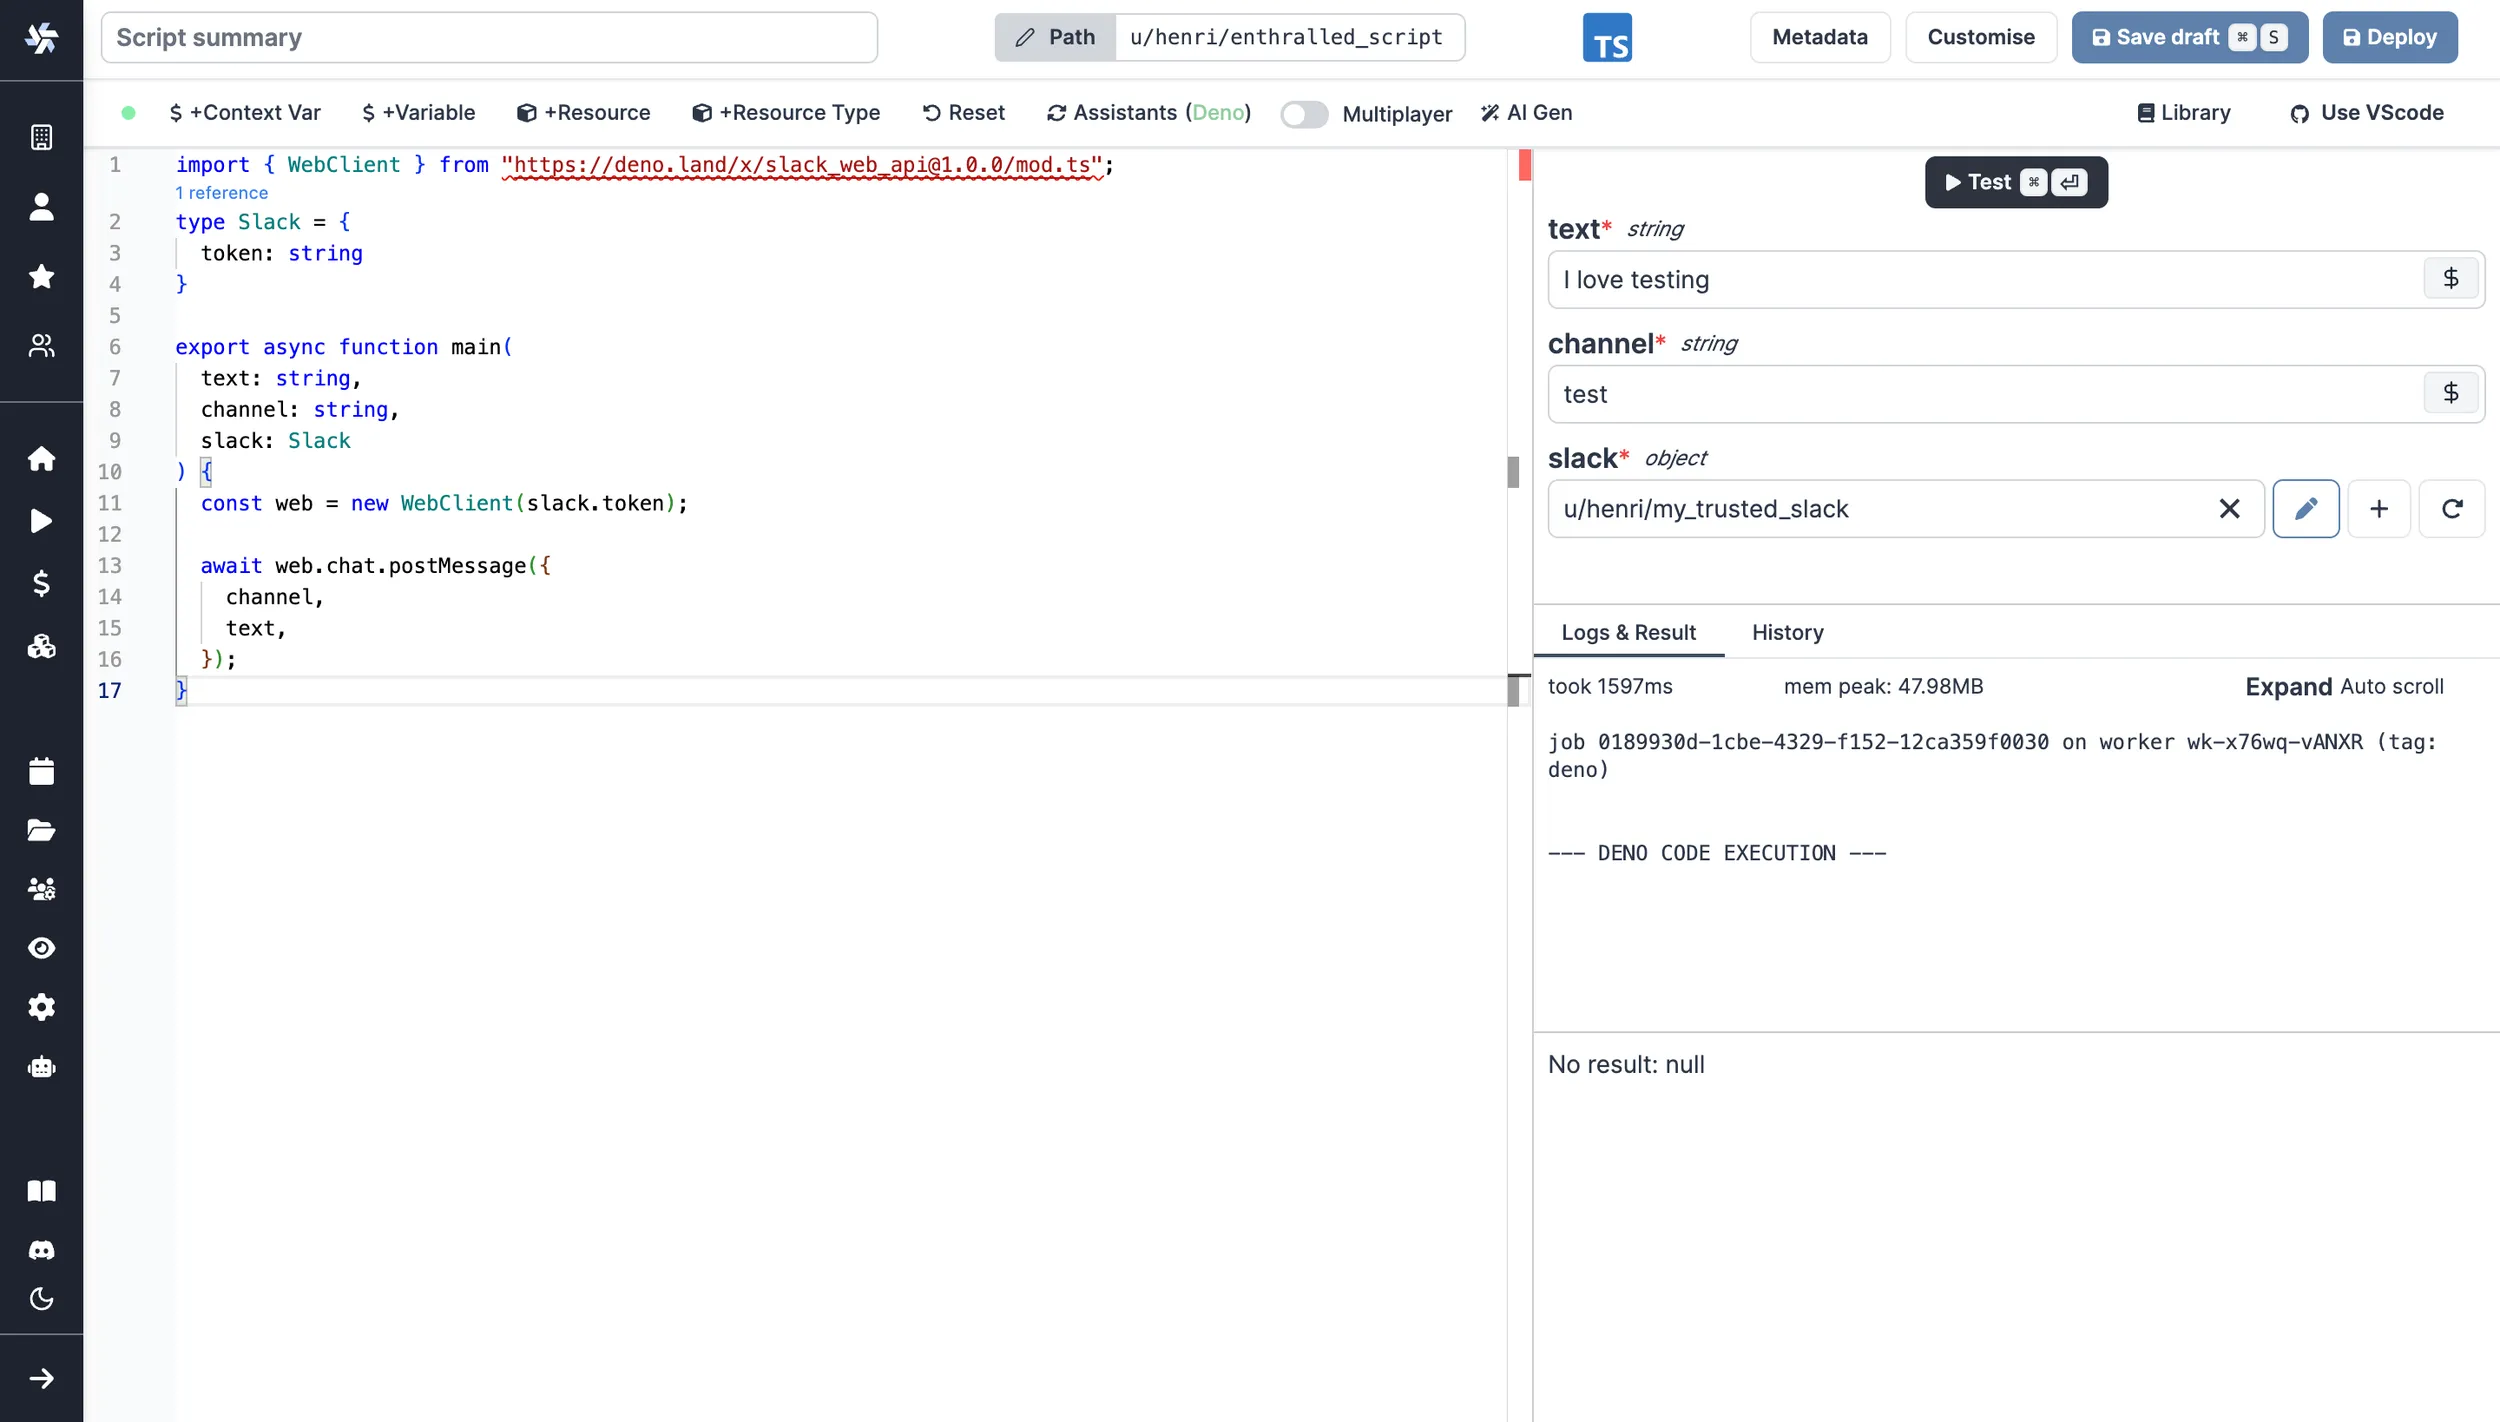 Script summary
Path u/henri/enthralled_script
TS
Metadata
Customise
Save draft ⌘ S
Deploy
$ +Context Var
$ +Variable
+Resource
+Resource Type
Reset
Assistants (Deno)
Multiplayer
AI Gen
Library
Use VScode
1 import { WebClient } from "https://deno.land/x/slack_web_api@1.0.0/mod.ts";
1 reference
2 type Slack = {
3 token: string
4 }
5
6 export async function main(
7 text: string,
8 channel: string,
9 slack: Slack
10 ) {
11 const web = new WebClient(slack.token);
12
13 await web.chat.postMessage({
14 channel,
15 text,
16 });
17 }
Test ⌘
text* string
I love testing $
channel* string
test $
slack* object
u/henri/my_trusted_slack
Logs & Result
History
took 1597ms
mem peak: 47.98MB
Expand Auto scroll
job 0189930d-1cbe-4329-f152-12ca359f0030 on worker wk-x76wq-vANXR (tag:
deno)
--- DENO CODE EXECUTION ---
No result: null